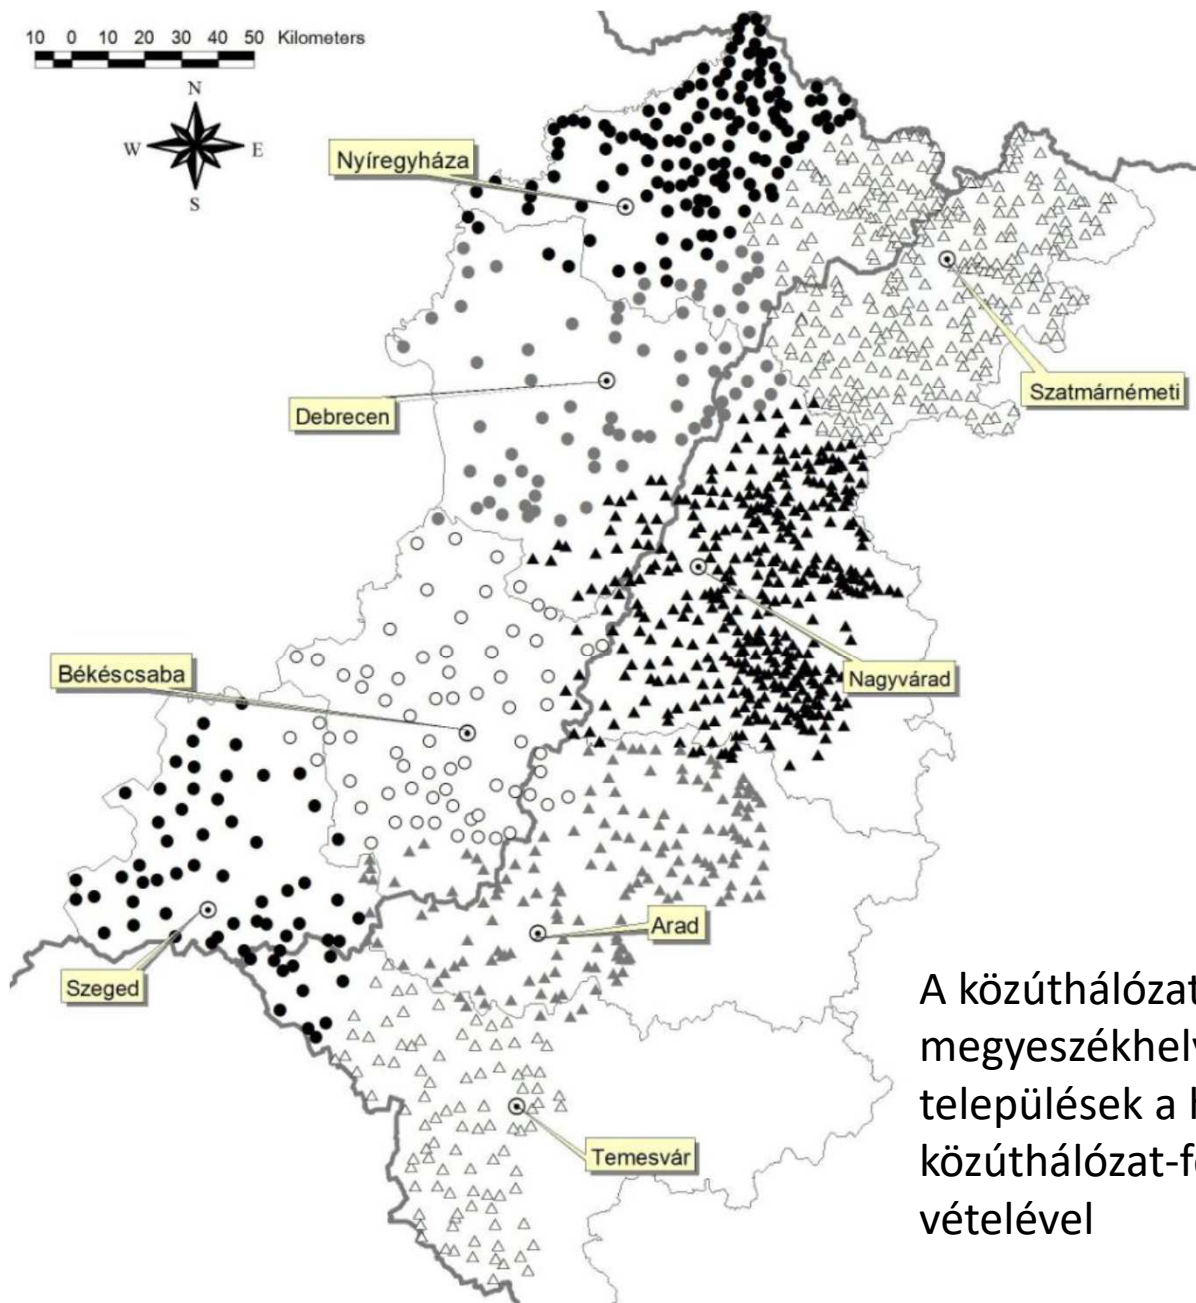 10 0 10 20 30 40 50 Kilometers
N
W E
S
Nyíregyháza
Szatmárnémeti
Debrecen
Békéscsaba
Nagyvárad
Arad
Szeged
Temesvár
A közúthálózat
megyeszékhely
települések a
közúthálózat-
vételével